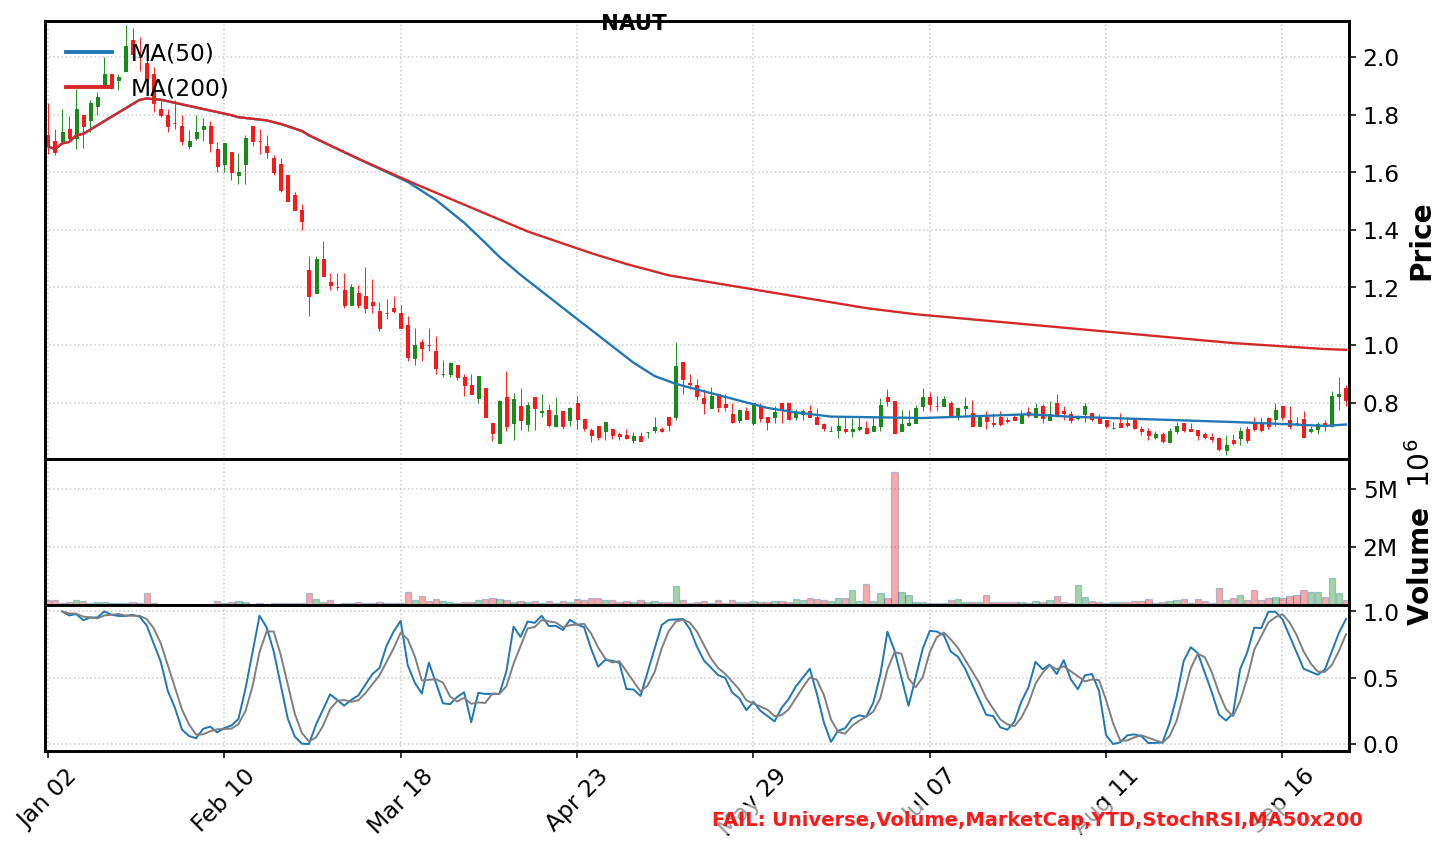 NAUT
MA(50)
MA(200)
2.0
1.8
1.6
1.4
1.2
1.0
0.8
Price
5M
2M
Volume 10^6
1.0
0.5
0.0
Jan 02
Feb 10
Mar 18
Apr 23
May 29
Jul 07
Aug 11
Sep 16
FAIL: Universe,Volume,MarketCap,YTD,StochRSI,MA50x200